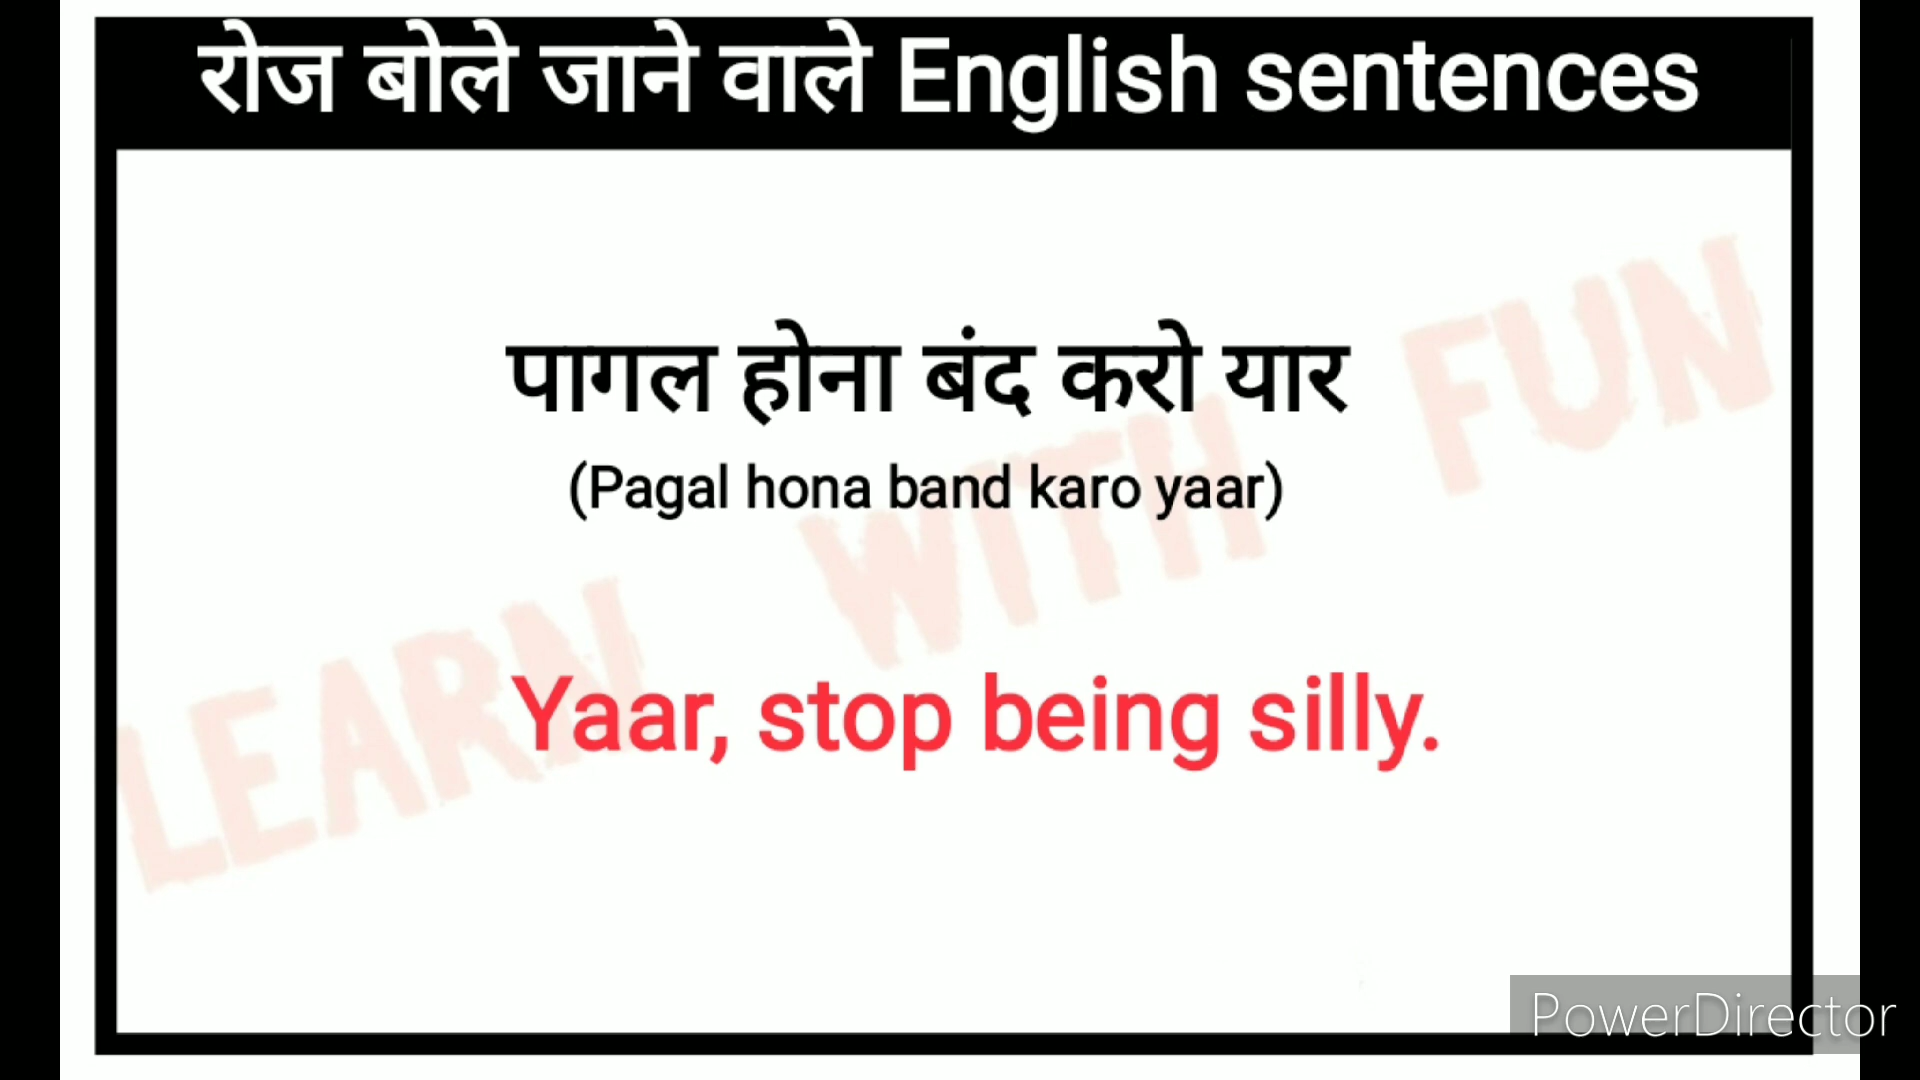 रोज बोले जाने वाले English sentences
पागल होना बंद करो यार
(Pagal hona band karo yaar)
Yaar, stop being silly.
LEARN WITH FUN
PowerDirector